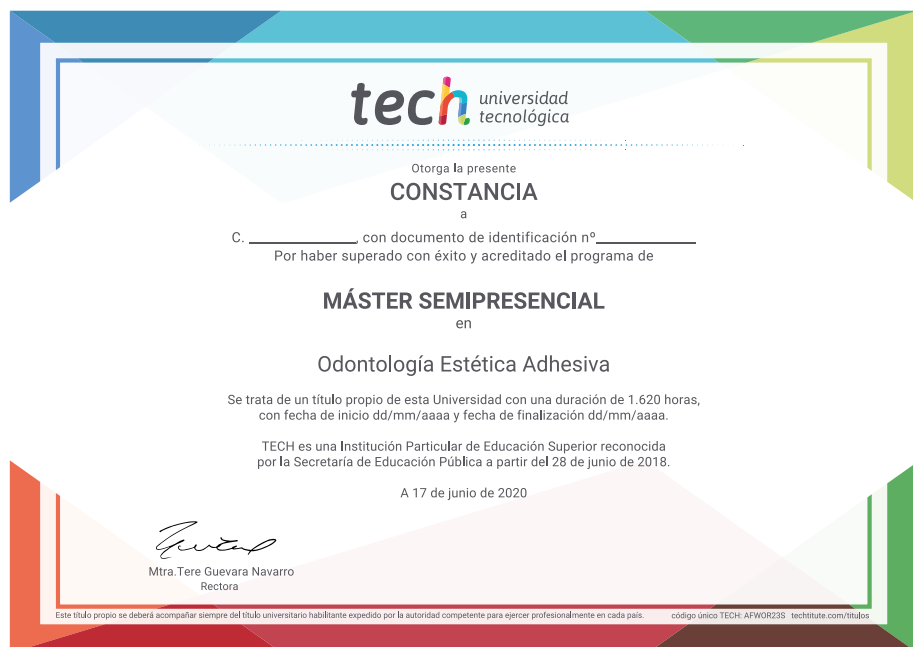 tech universidad
tecnológica
Otorga la presente
CONSTANCIA
a
C. ______________, con documento de identificación nº_____________
Por haber superado con éxito y acreditado el programa de
MÁSTER SEMIPRESENCIAL
en
Odontología Estética Adhesiva
Se trata de un título propio de esta Universidad con una duración de 1.620 horas,
con fecha de inicio dd/mm/aaaa y fecha de finalización dd/mm/aaaa.
TECH es una Institución Particular de Educación Superior reconocida
por la Secretaría de Educación Pública a partir del 28 de junio de 2018.
A 17 de junio de 2020
Mtra.Tere Guevara Navarro
Rectora
Este título propio se deberá acompañar siempre del título universitario habilitante expedido por la autoridad competente para ejercer profesionalmente en cada país. código único TECH: AFWOR23S techtitute.com/titulos